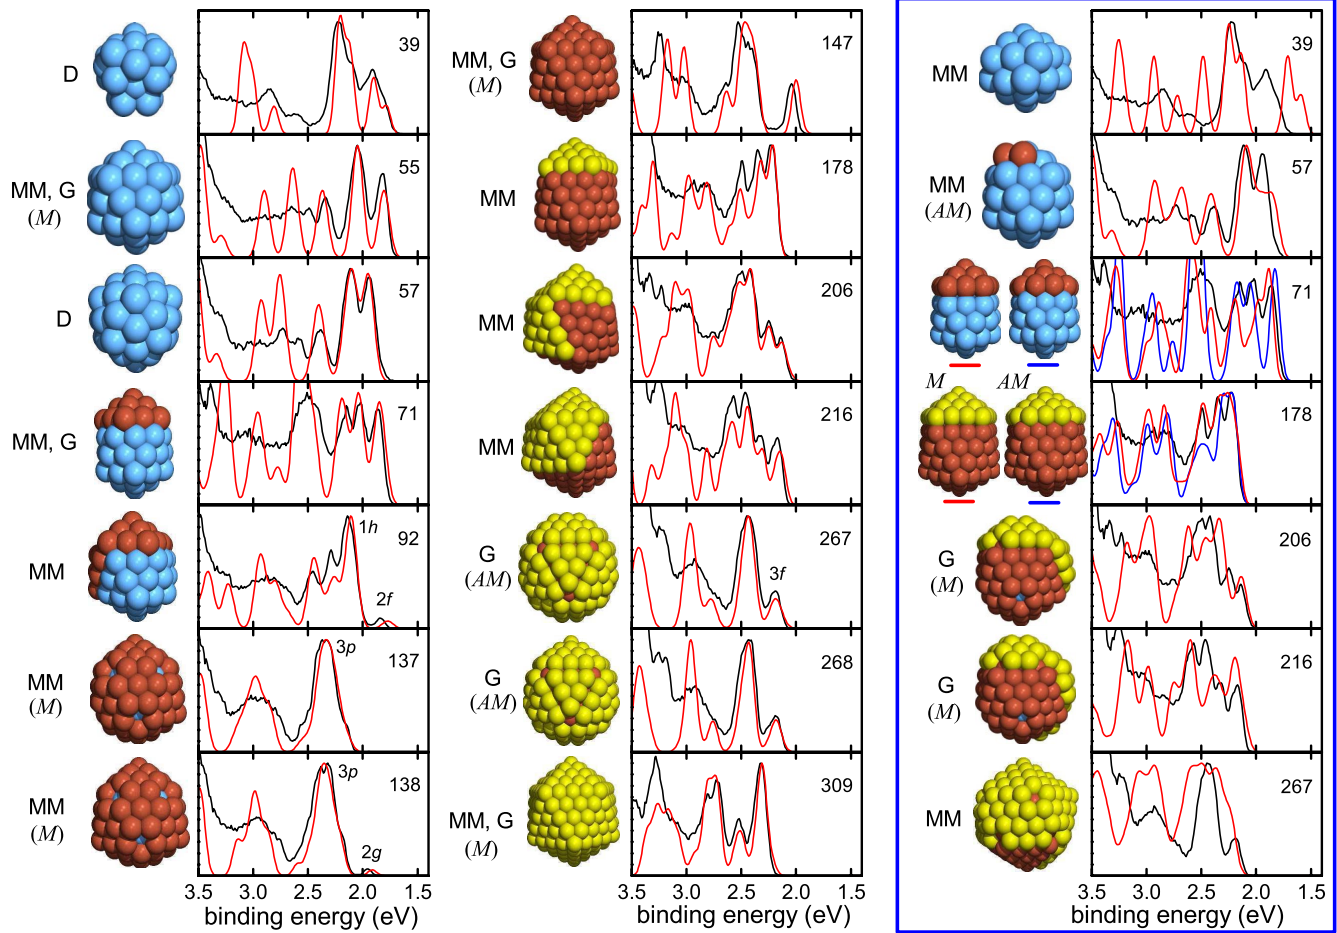 D
39
MM, G
(M)
55
D
57
MM, G
71
MM
92
1h
2f
MM
(M)
137
3p
MM
(M)
138
3p
2g
3.5 3.0 2.5 2.0 1.5
binding energy (eV)
MM, G
(M)
147
MM
178
MM
206
MM
216
G
(AM)
267
3f
G
(AM)
268
MM, G
(M)
309
3.5 3.0 2.5 2.0 1.5
binding energy (eV)
MM
39
MM
(AM)
57
71
M AM
178
G
(M)
206
G
(M)
216
MM
267
3.5 3.0 2.5 2.0 1.5
binding energy (eV)